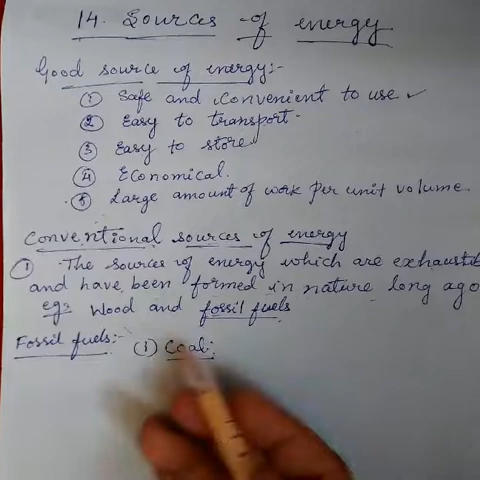 14. Sources of energy
Good source of energy:-
① Safe and convenient to use ✓
② Easy to transport.
③ Easy to store
④ Economical.
⑤ Large amount of work per unit volume.
Conventional sources of energy
① The sources of energy which are
and have been formed in nature long ago
egs Wood and fossil fuels
Fossil fuels:- (1) Coal: